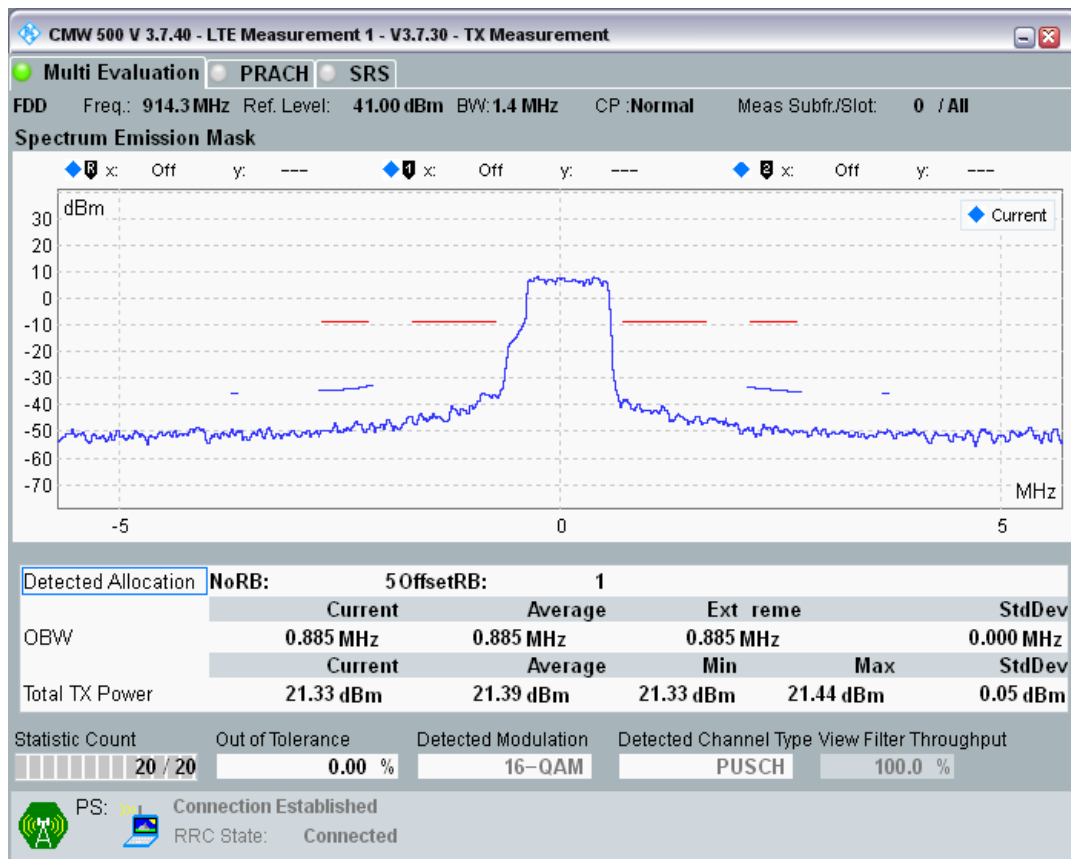 CMW 500 V 3.7.40 - LTE Measurement 1 - V3.7.30 - TX Measurement
Multi Evaluation PRACH SRS
FDD Freq.: 914.3 MHz Ref. Level: 41.00 dBm BW: 1.4 MHz CP :Normal Meas Subfr./Slot: 0 / All
Spectrum Emission Mask
R x: Off y: --- 1 x: Off y: --- 2 x: Off y: ---
dBm
Current
30
20
10
0
-10
-20
-30
-40
-50
-60
-70
MHz
-5 0 5
Detected Allocation NoRB: 5 OffsetRB: 1
Current Average Ext reme StdDev
OBW 0.885 MHz 0.885 MHz 0.885 MHz 0.000 MHz
Current Average Min Max StdDev
Total TX Power 21.33 dBm 21.39 dBm 21.33 dBm 21.44 dBm 0.05 dBm
Statistic Count Out of Tolerance Detected Modulation Detected Channel Type View Filter Throughput
20 / 20 0.00 % 16-QAM PUSCH 100.0 %
PS: Connection Established
RRC State: Connected